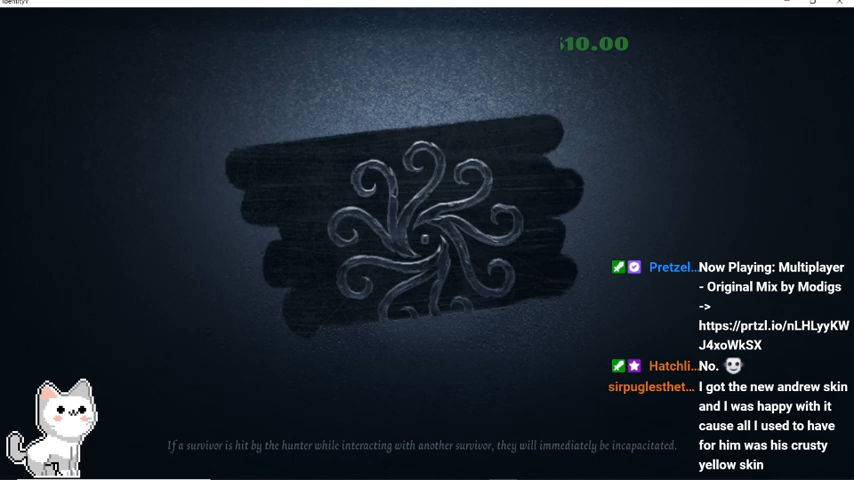 IdentityV
$10.00
Pretzel... Now Playing: Multiplayer
- Original Mix by Modigs
->
https://prtzl.io/nLHLyyKW
J4xoWkSX
Hatchli... No.
sirpuglesthet... I got the new andrew skin
and I was happy with it
cause all I used to have
for him was his crusty
yellow skin
If a survivor is hit by the hunter while interacting with another survivor, they will immediately be incapacitated.